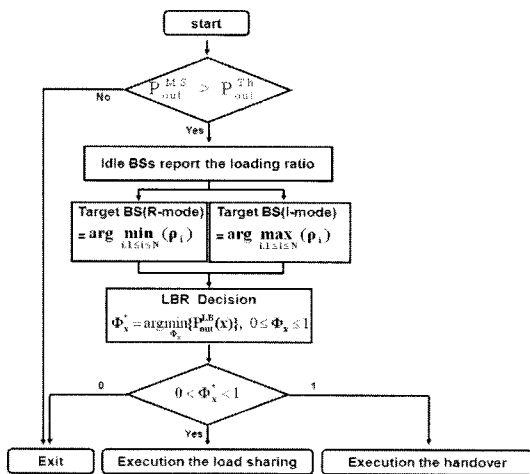 start
P_out^MS > P_out^Th
No
Yes
Idle BSs report the loading ratio
Target BS(R-mode)
= arg min (ρ_i)
i,1≤i≤N
Target BS(I-mode)
= arg max (ρ_i)
i,1≤i≤N
LBR Decision
Φ_x^* = argmin{P_out^LB(x)}, 0 ≤ Φ_x ≤ 1
Φ_x
0 < Φ_x^* < 1
0
1
Yes
Exit
Execution the load sharing
Execution the handover